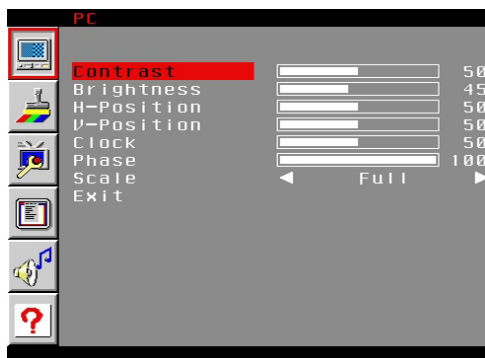 PC
Contrast 50
Brightness 45
H-Position 50
V-Position 50
Clock 50
Phase 100
Scale Full
Exit
?